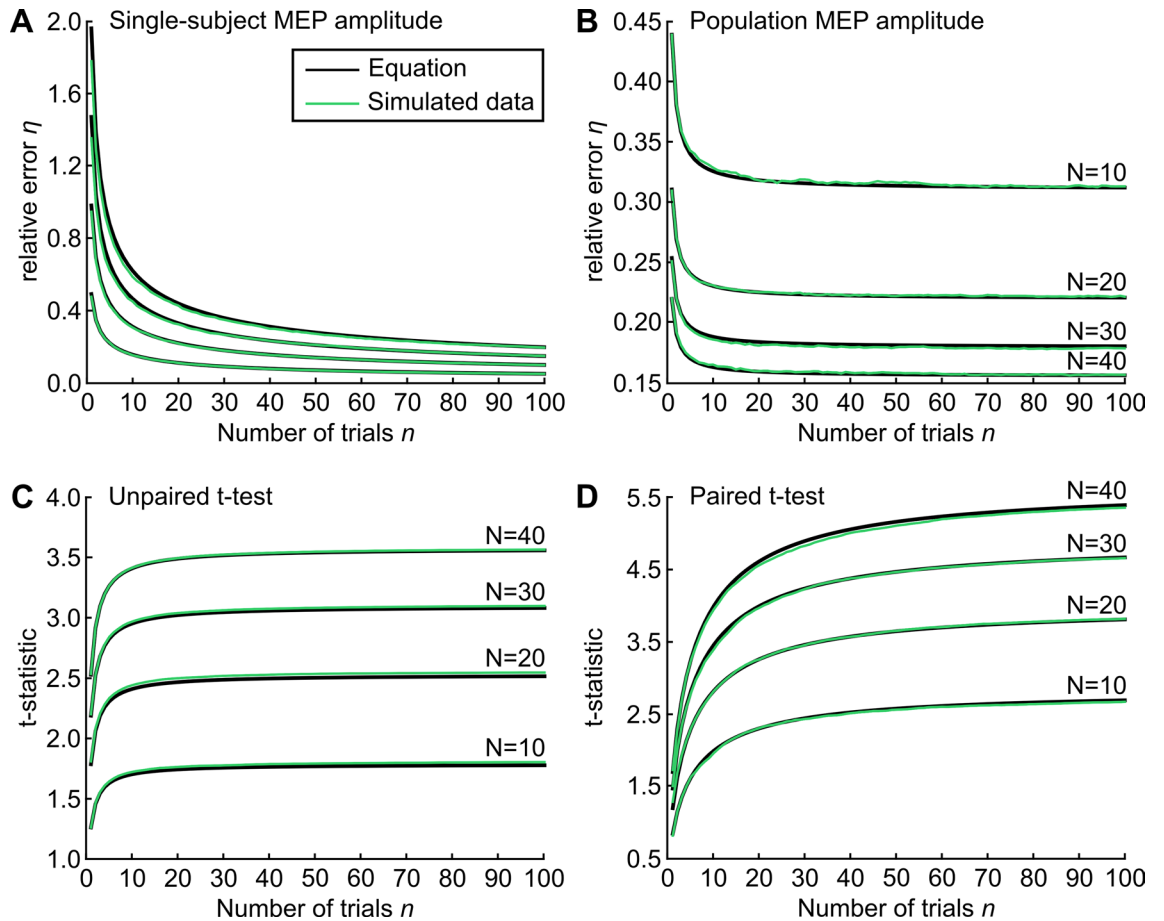 A Single-subject MEP amplitude
Equation
Simulated data
relative error η
2.0
1.6
1.2
0.8
0.4
0.0
0 10 20 30 40 50 60 70 80 90 100
Number of trials n
B Population MEP amplitude
relative error η
0.45
0.40
0.35
0.30
0.25
0.20
0.15
N=10
N=20
N=30
N=40
0 10 20 30 40 50 60 70 80 90 100
Number of trials n
C Unpaired t-test
t-statistic
4.0
3.5
3.0
2.5
2.0
1.5
1.0
N=40
N=30
N=20
N=10
0 10 20 30 40 50 60 70 80 90 100
Number of trials n
D Paired t-test
t-statistic
5.5
4.5
3.5
2.5
1.5
0.5
N=40
N=30
N=20
N=10
0 10 20 30 40 50 60 70 80 90 100
Number of trials n